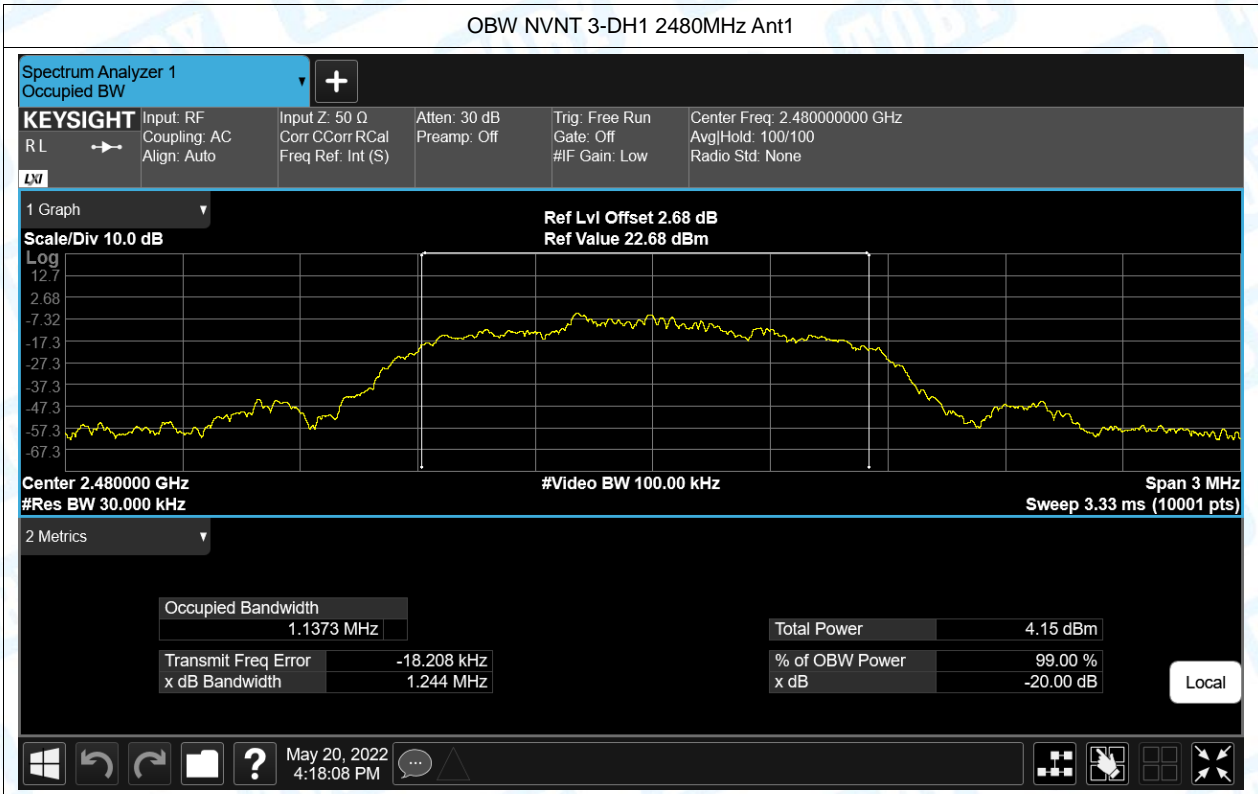 OBW NVNT 3-DH1 2480MHz Ant1
Spectrum Analyzer 1
Occupied BW
KEYSIGHT
R L
LXI
Input: RF
Coupling: AC
Align: Auto
Input Z: 50 Ω
Corr CCorr RCal
Freq Ref: Int (S)
Atten: 30 dB
Preamp: Off
Trig: Free Run
Gate: Off
#IF Gain: Low
Center Freq: 2.480000000 GHz
Avg|Hold: 100/100
Radio Std: None
1 Graph
Ref Lvl Offset 2.68 dB
Scale/Div 10.0 dB
Ref Value 22.68 dBm
Log
12.7
2.68
-7.32
-17.3
-27.3
-37.3
-47.3
-57.3
-67.3
Center 2.480000 GHz
#Video BW 100.00 kHz
Span 3 MHz
#Res BW 30.000 kHz
Sweep 3.33 ms (10001 pts)
2 Metrics
Occupied Bandwidth
1.1373 MHz
Total Power 4.15 dBm
Transmit Freq Error -18.208 kHz
% of OBW Power 99.00 %
x dB Bandwidth 1.244 MHz
x dB -20.00 dB
Local
?
May 20, 2022
4:18:08 PM